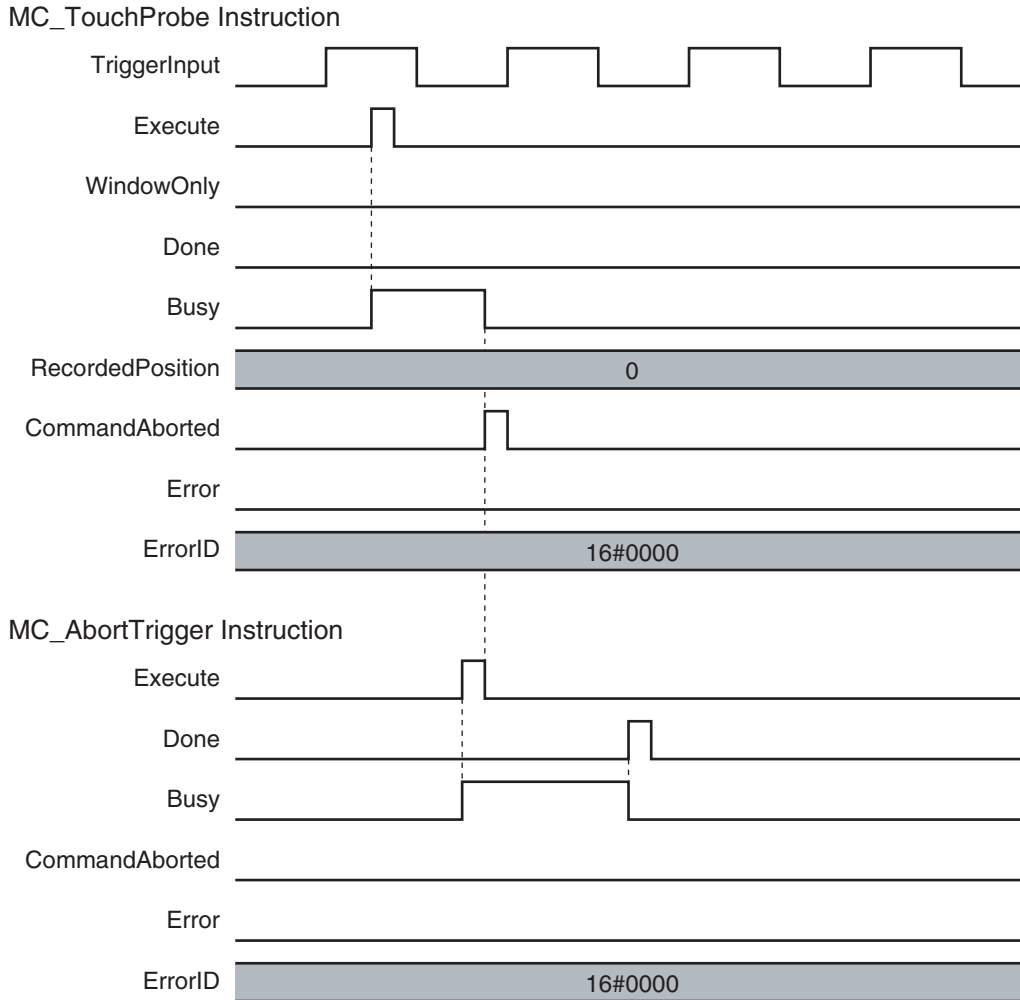 MC_TouchProbe Instruction
TriggerInput
Execute
WindowOnly
Done
Busy
RecordedPosition
0
CommandAborted
Error
ErrorID
16#0000
MC_AbortTrigger Instruction
Execute
Done
Busy
CommandAborted
Error
ErrorID
16#0000